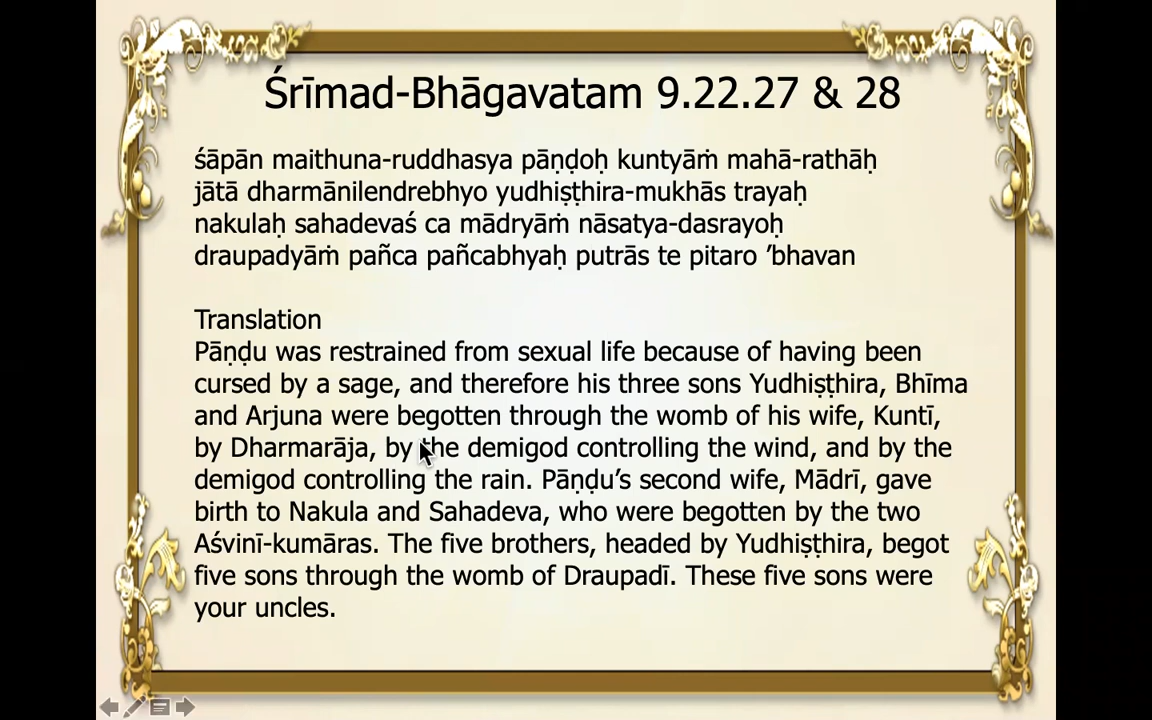 Śrīmad-Bhāgavatam 9.22.27 & 28
śāpān maithuna-ruddhasya pāṇḍoḥ kuntyāṁ mahā-rathāḥ
jātā dharmānilendrebhyo yudhiṣṭhira-mukhās trayaḥ
nakulaḥ sahadevaś ca mādryāṁ nāsatya-dasrayoḥ
draupadyāṁ pañca pañcabhyaḥ putrās te pitaro ’bhavan
Translation
Pāṇḍu was restrained from sexual life because of having been
cursed by a sage, and therefore his three sons Yudhiṣṭhira, Bhīma
and Arjuna were begotten through the womb of his wife, Kuntī,
by Dharmarāja, by the demigod controlling the wind, and by the
demigod controlling the rain. Pāṇḍu’s second wife, Mādrī, gave
birth to Nakula and Sahadeva, who were begotten by the two
Aśvinī-kumāras. The five brothers, headed by Yudhiṣṭhira, begot
five sons through the womb of Draupadī. These five sons were
your uncles.